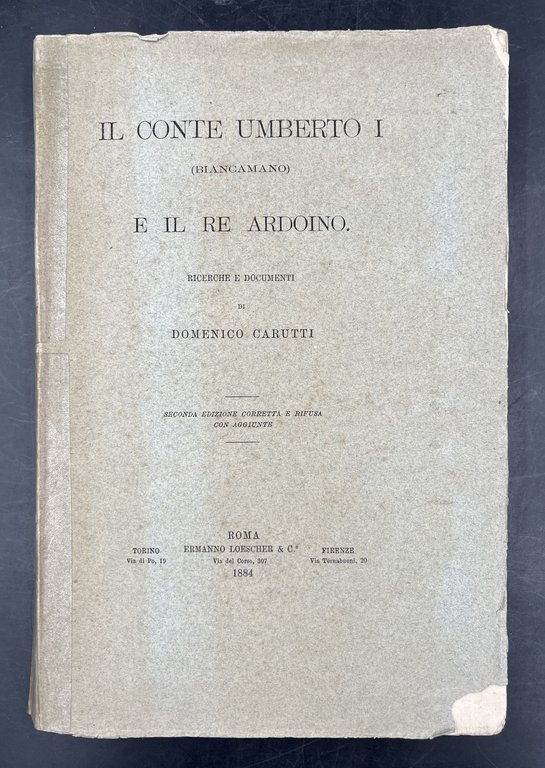 IL CONTE UMBERTO I
(BIANCAMANO)
E IL RE ARDOINO.
RICERCHE E DOCUMENTI
DI
DOMENICO CARUTTI
SECONDA EDIZIONE CORRETTA E RIFUSA
CON AGGIUNTE
ROMA
TORINO ERMANNO LOESCHER & C.º FIRENZE
Via di Po, 19 Via del Corso, 307 Via Tornabuoni, 20
1884